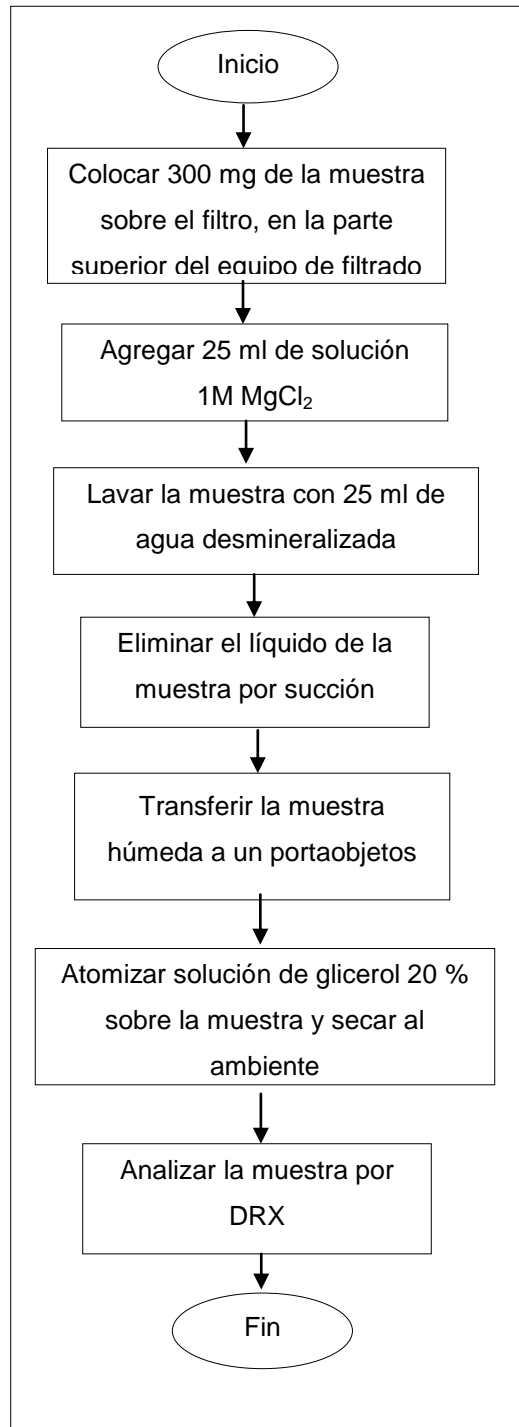 Inicio
Colocar 300 mg de la muestra
sobre el filtro, en la parte
superior del equipo de filtrado
Agregar 25 ml de solución
1M MgCl₂
Lavar la muestra con 25 ml de
agua desmineralizada
Eliminar el líquido de la
muestra por succión
Transferir la muestra
húmeda a un portaobjetos
Atomizar solución de glicerol 20 %
sobre la muestra y secar al
ambiente
Analizar la muestra por
DRX
Fin